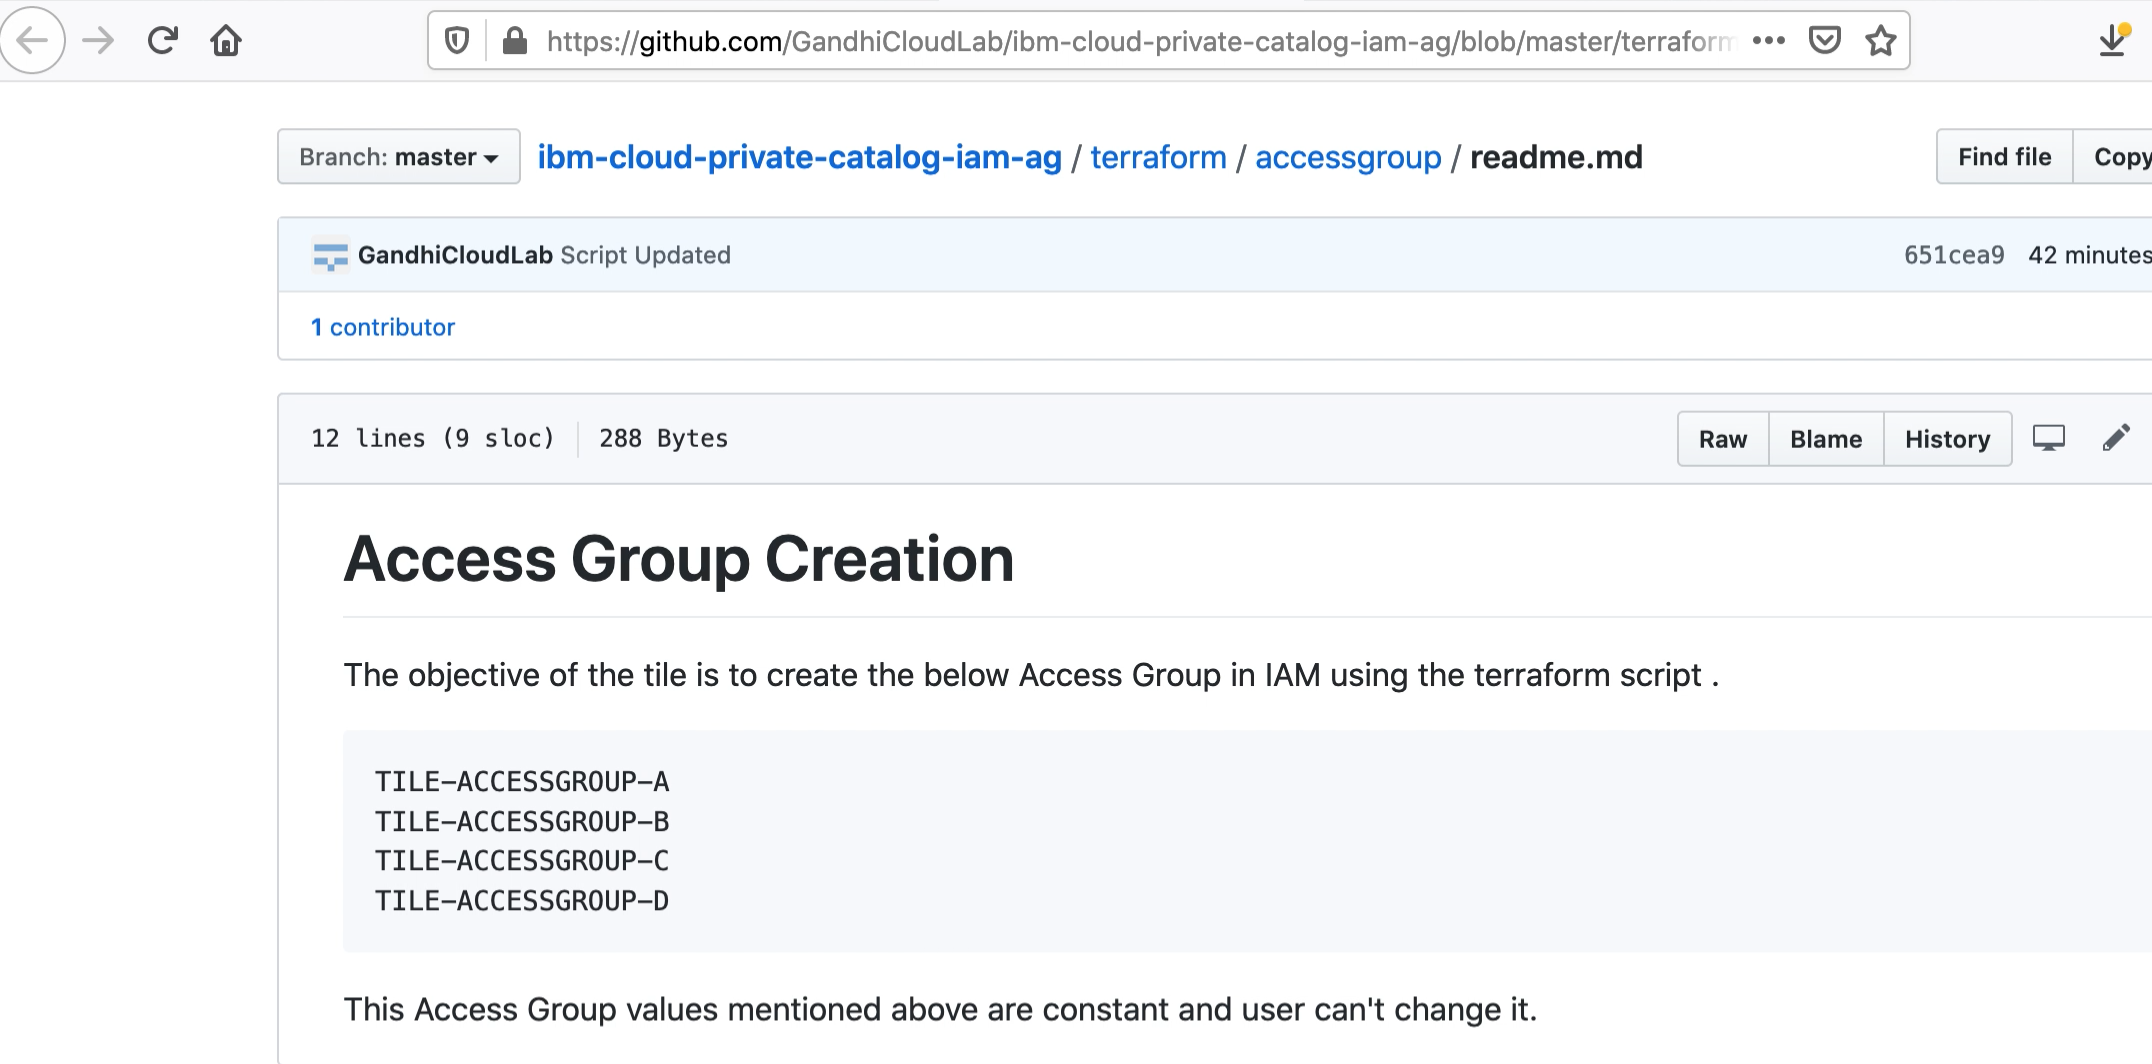 https://github.com/GandhiCloudLab/ibm-cloud-private-catalog-iam-ag/blob/master/terraform
Branch: master ibm-cloud-private-catalog-iam-ag / terraform / accessgroup / readme.md Find file Copy
GandhiCloudLab Script Updated 651cea9 42 minutes
1 contributor
12 lines (9 sloc) 288 Bytes Raw Blame History
Access Group Creation
The objective of the tile is to create the below Access Group in IAM using the terraform script .
TILE-ACCESSGROUP-A
TILE-ACCESSGROUP-B
TILE-ACCESSGROUP-C
TILE-ACCESSGROUP-D
This Access Group values mentioned above are constant and user can't change it.